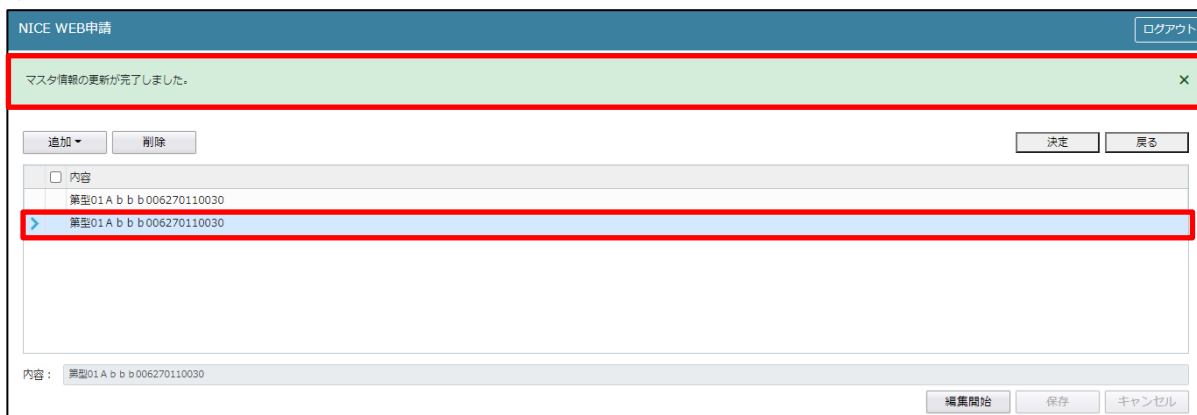 NICE WEB申請 ログアウト
マスタ情報の更新が完了しました。 ×
追加 削除 決定 戻る
内容
第型01Ａｂｂｂ006270110030
第型01Ａｂｂｂ006270110030
内容： 第型01Ａｂｂｂ006270110030
編集開始 保存 キャンセル